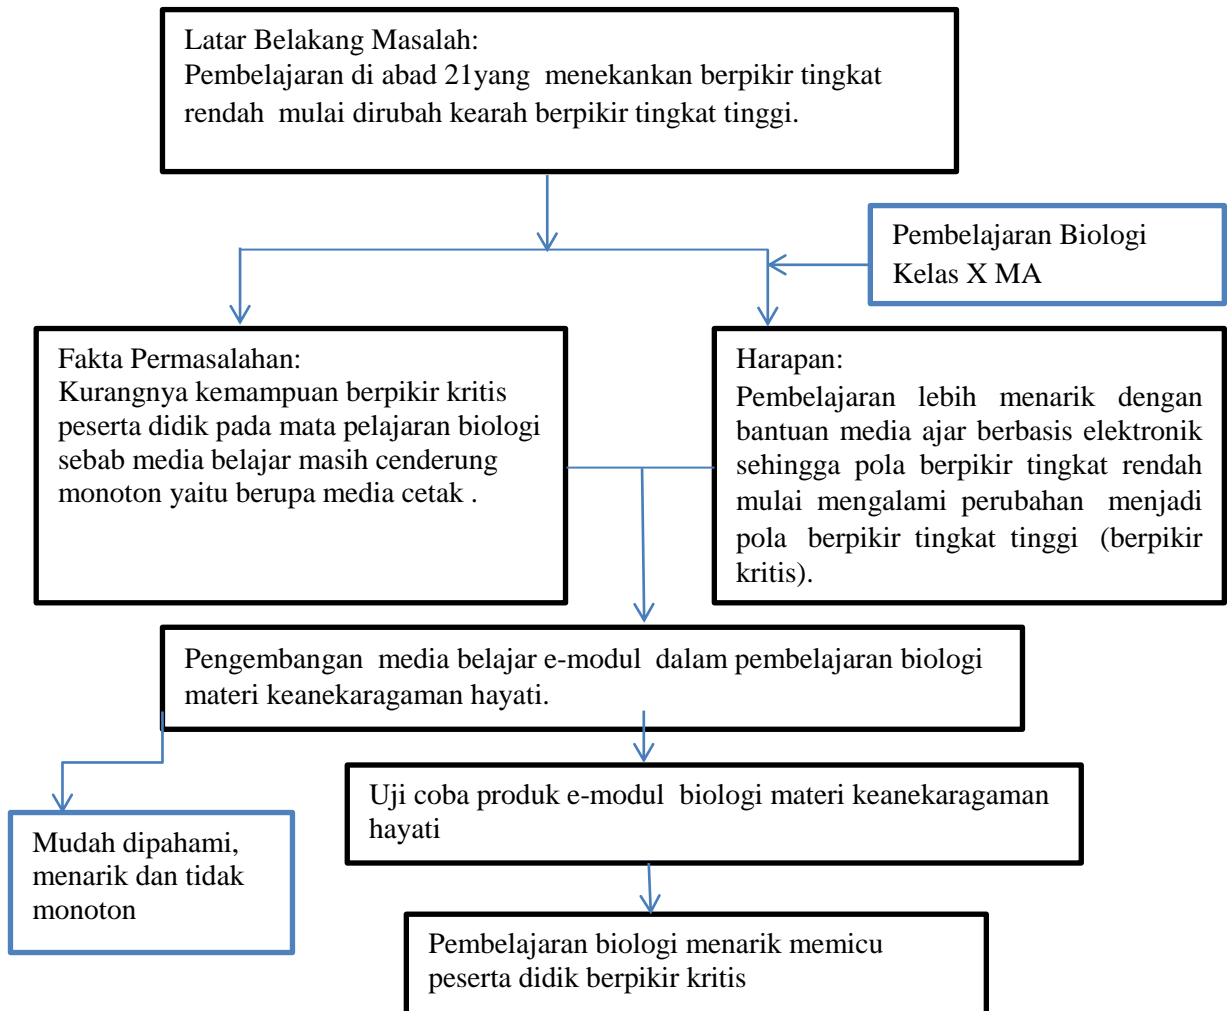 Latar Belakang Masalah:
Pembelajaran di abad 21yang menekankan berpikir tingkat
rendah mulai dirubah kearah berpikir tingkat tinggi.
Pembelajaran Biologi
Kelas X MA
Fakta Permasalahan:
Kurangnya kemampuan berpikir kritis
peserta didik pada mata pelajaran biologi
sebab media belajar masih cenderung
monoton yaitu berupa media cetak .
Harapan:
Pembelajaran lebih menarik dengan
bantuan media ajar berbasis elektronik
sehingga pola berpikir tingkat rendah
mulai mengalami perubahan menjadi
pola berpikir tingkat tinggi (berpikir
kritis).
Pengembangan media belajar e-modul dalam pembelajaran biologi
materi keanekaragaman hayati.
Uji coba produk e-modul biologi materi keanekaragaman
hayati
Mudah dipahami,
menarik dan tidak
monoton
Pembelajaran biologi menarik memicu
peserta didik berpikir kritis